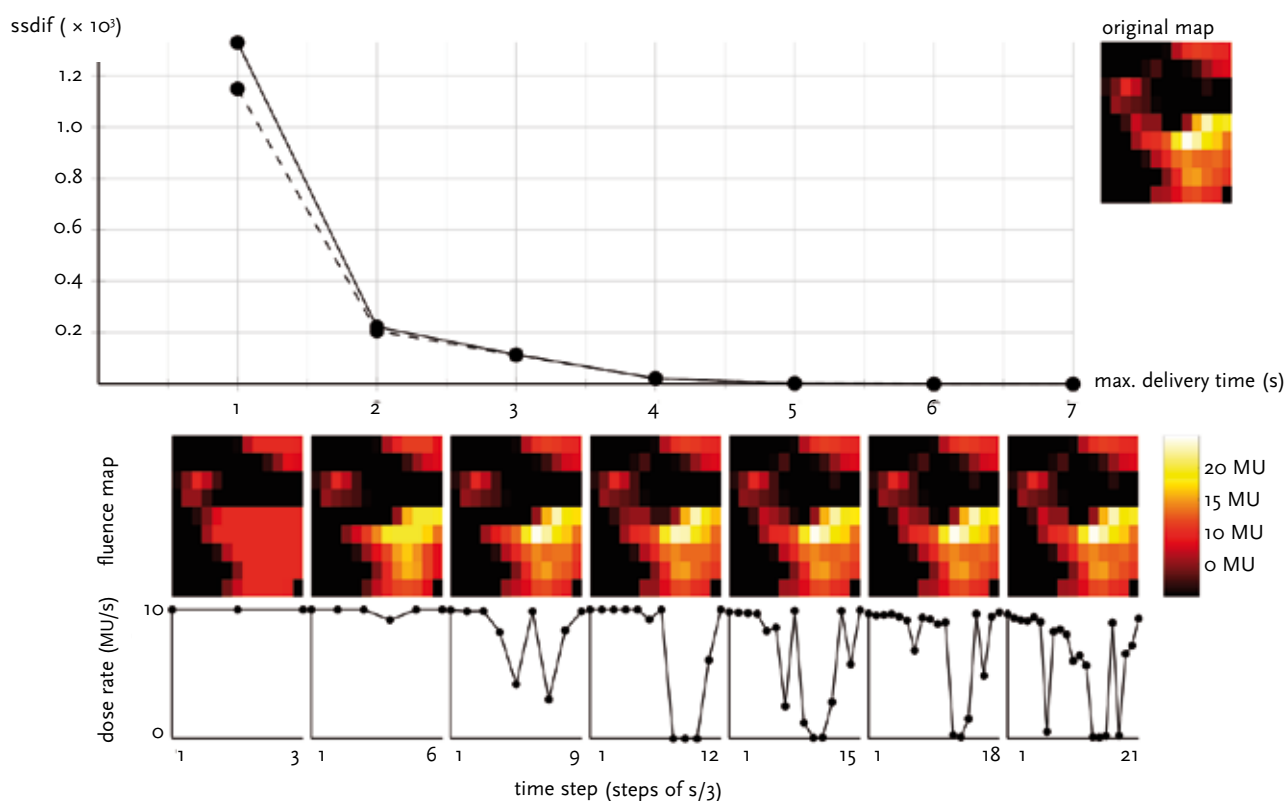 ssdif ( × 10³)
original map
1.2
1.0
0.8
0.6
0.4
0.2
max. delivery time (s)
1 2 3 4 5 6 7
fluence map
20 MU
15 MU
10 MU
0 MU
dose rate (MU/s)
10
0
1 3 1 6 1 9 1 12 1 15 1 18 1 21
time step (steps of s/3)